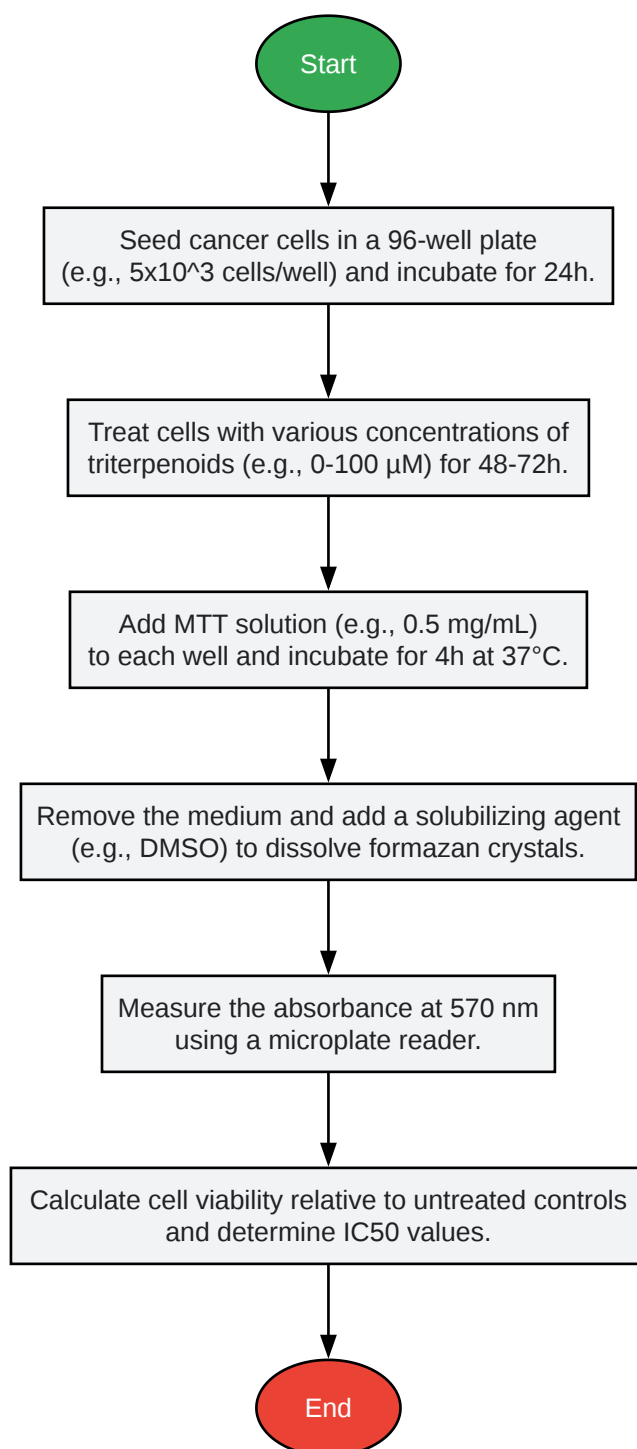 Start
Seed cancer cells in a 96-well plate
(e.g., 5x10^3 cells/well) and incubate for 24h.
Treat cells with various concentrations of
triterpenoids (e.g., 0-100 µM) for 48-72h.
Add MTT solution (e.g., 0.5 mg/mL)
to each well and incubate for 4h at 37°C.
Remove the medium and add a solubilizing agent
(e.g., DMSO) to dissolve formazan crystals.
Measure the absorbance at 570 nm
using a microplate reader.
Calculate cell viability relative to untreated controls
and determine IC50 values.
End